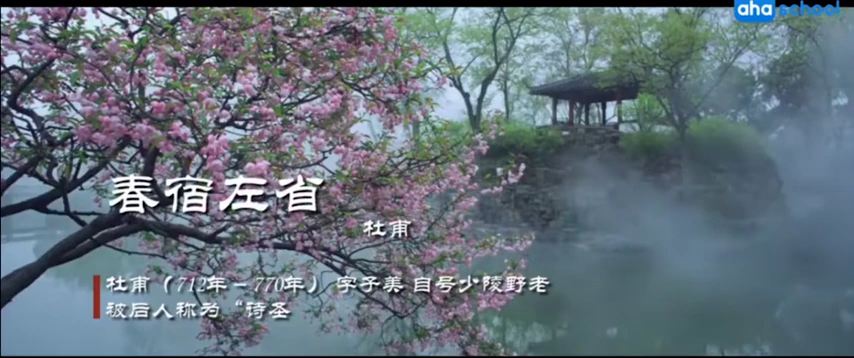 aha school
春宿左省
杜甫
杜甫（712年－770年）字子美 自号少陵野老
被后人称为“诗圣